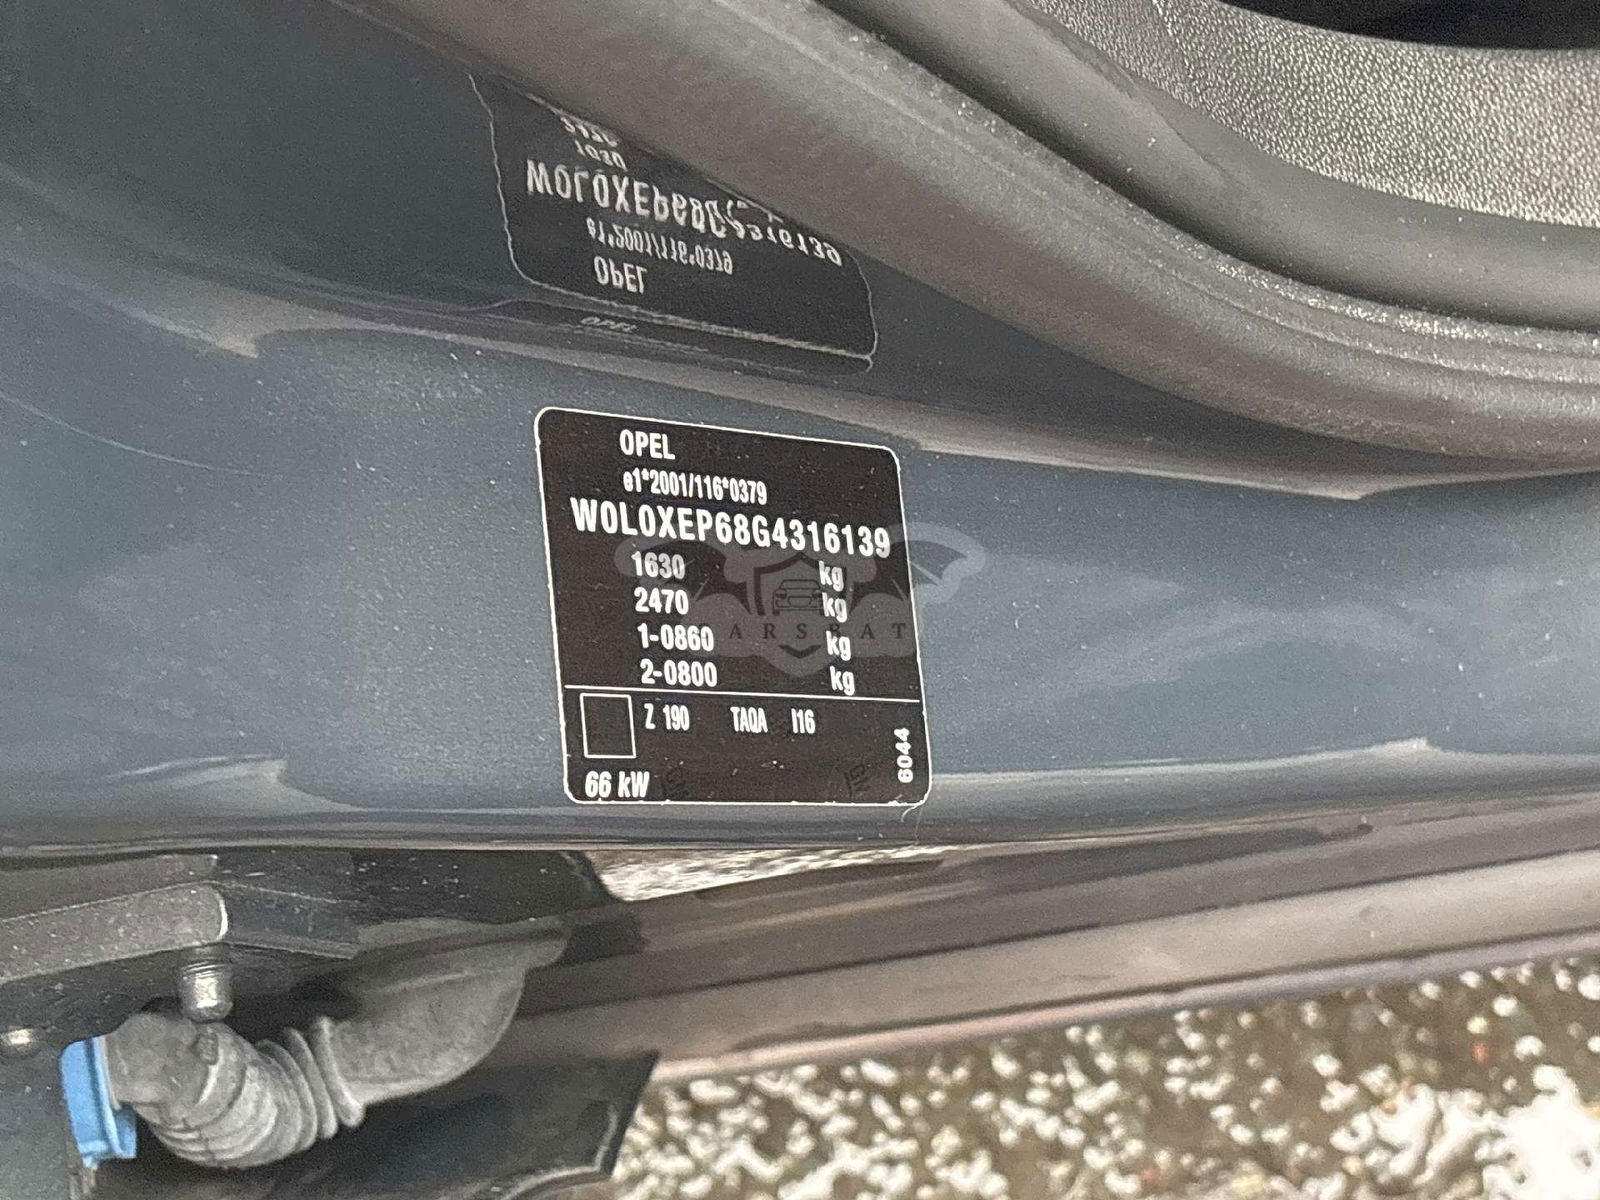 OPEL
e1*2001/116*0379
W0L0XEP68G4316139
1630 kg
2470 kg
1-0860 kg
2-0800 kg
Z 190 TAQA I16
6044
66 kW